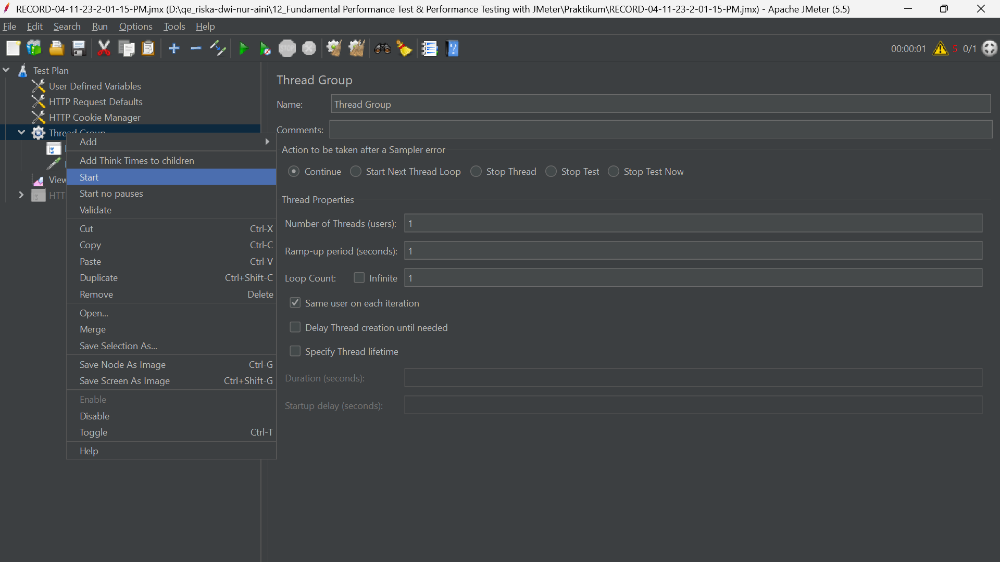 RECORD-04-11-23-2-01-15-PM.jmx (D:\qe_riska-dwi-nur-aini\12_Fundamental Performance Test & Performance Testing with JMeter\Praktikum\RECORD-04-11-23-2-01-15-PM.jmx) - Apache JMeter (5.5)
File Edit Search Run Options Tools Help
STOP 00:00:01 5 0/1
Test Plan
User Defined Variables
HTTP Request Defaults
HTTP Cookie Manager
Thread Group
View
HTT
Add
Add Think Times to children
Start
Start no pauses
Validate
Cut Ctrl-X
Copy Ctrl-C
Paste Ctrl-V
Duplicate Ctrl+Shift-C
Remove Delete
Open...
Merge
Save Selection As...
Save Node As Image Ctrl-G
Save Screen As Image Ctrl+Shift-G
Enable
Disable
Toggle Ctrl-T
Help
Thread Group
Name: Thread Group
Comments:
Action to be taken after a Sampler error
Continue Start Next Thread Loop Stop Thread Stop Test Stop Test Now
Thread Properties
Number of Threads (users): 1
Ramp-up period (seconds): 1
Loop Count: Infinite 1
Same user on each iteration
Delay Thread creation until needed
Specify Thread lifetime
Duration (seconds):
Startup delay (seconds):